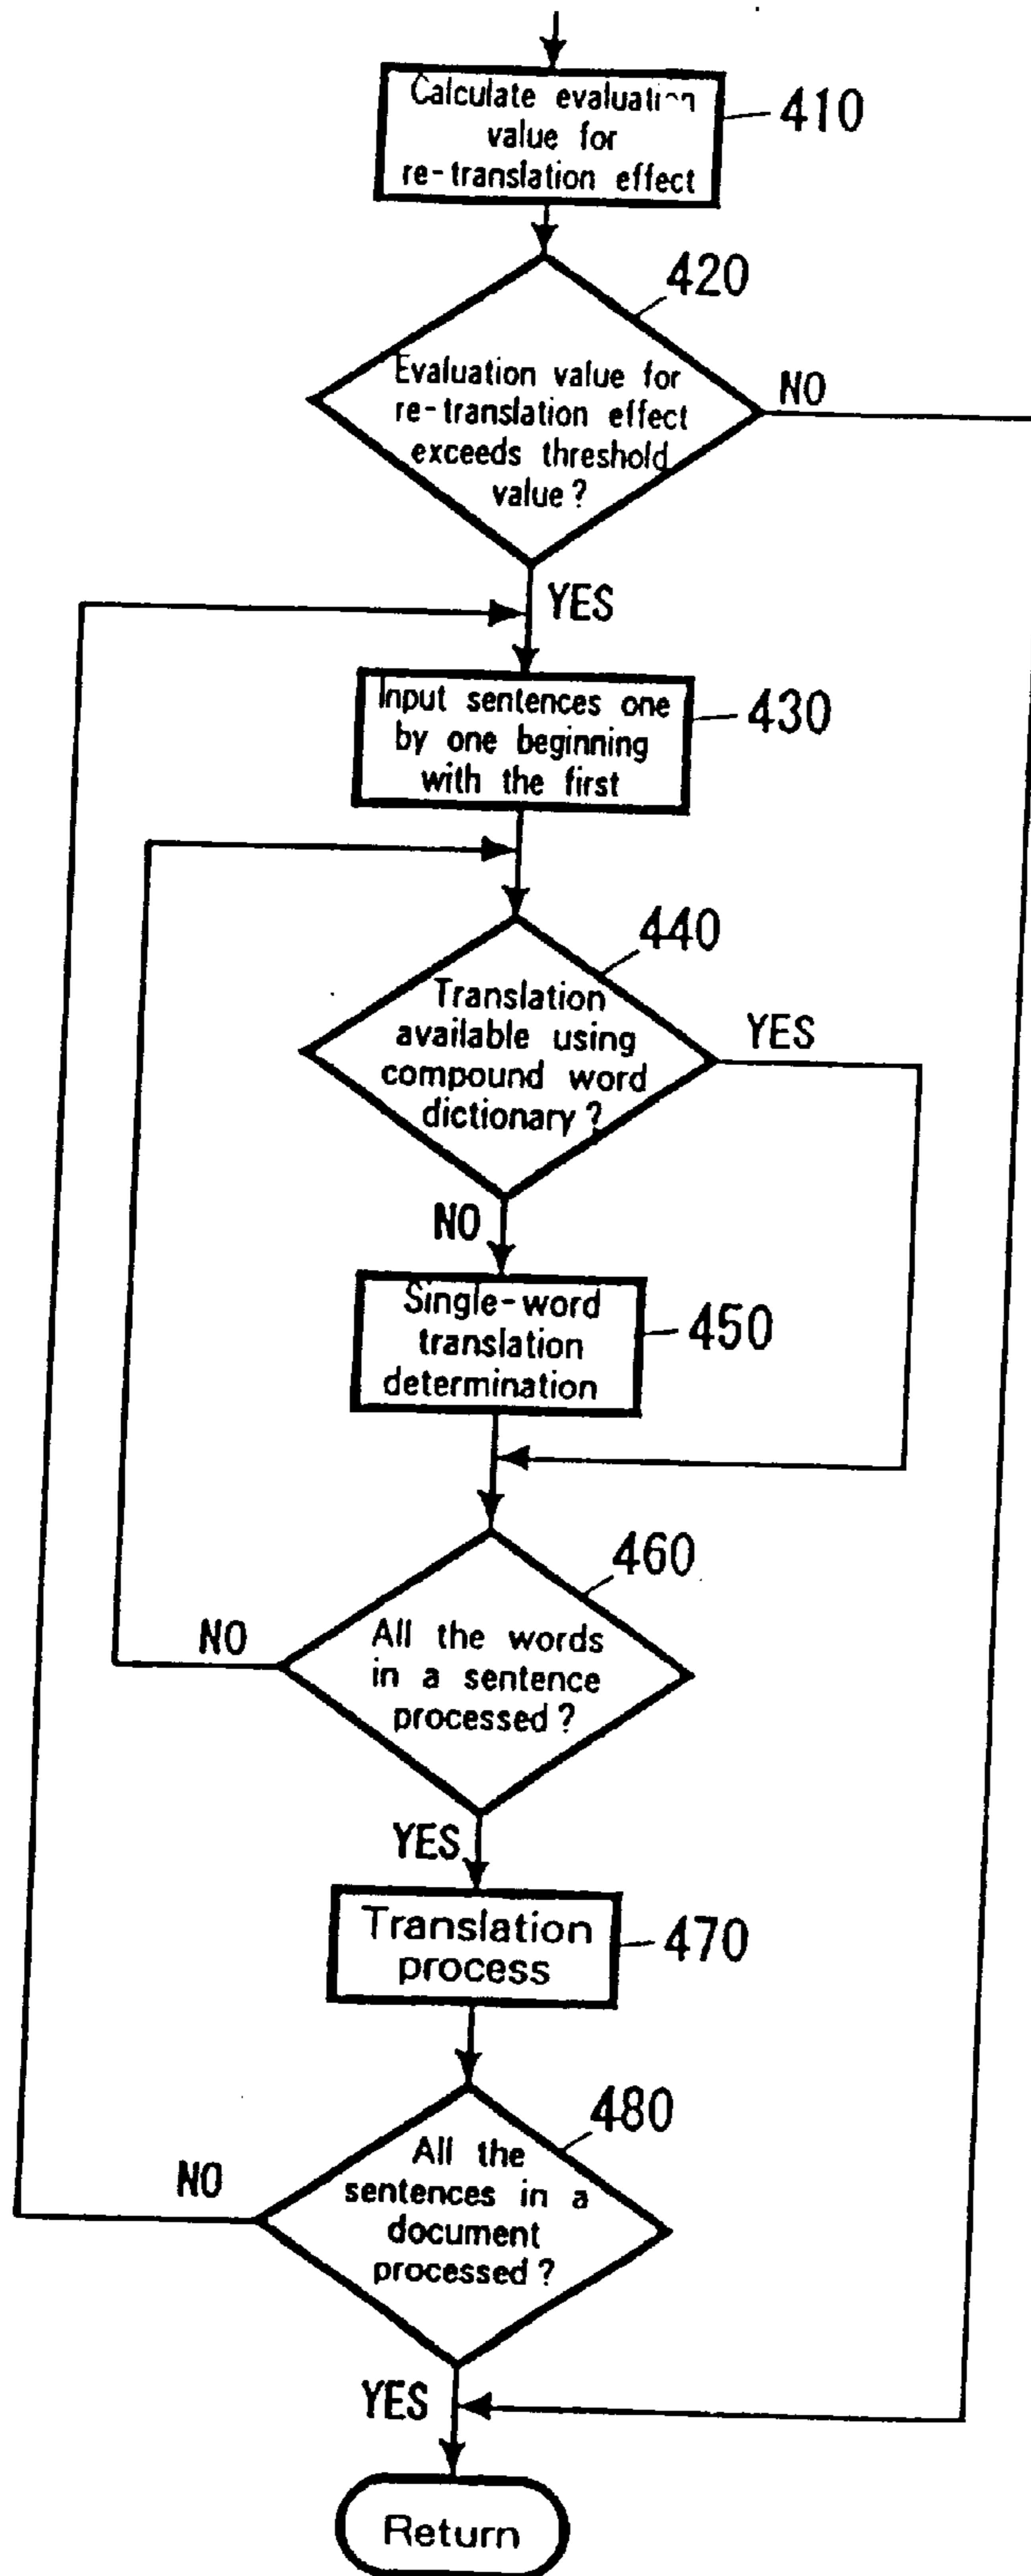 Calculate evaluation
value for
re-translation effect
410
420
Evaluation value for
re-translation effect
exceeds threshold
value?
NO
YES
Input sentences one
by one beginning
with the first
430
440
Translation
available using
compound word
dictionary?
YES
NO
Single-word
translation
determination
450
460
All the words
in a sentence
processed?
NO
YES
Translation
process
470
480
All the
sentences in a
document
processed?
NO
YES
Return